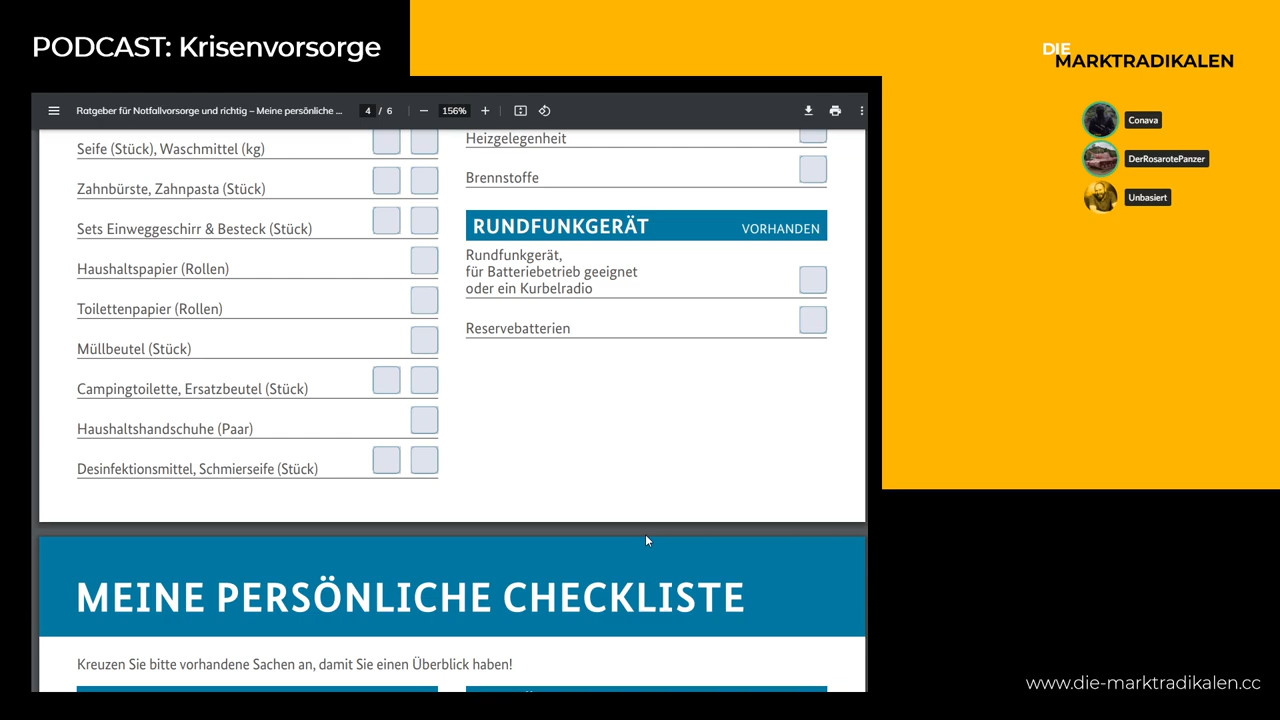 PODCAST: Krisenvorsorge
DIE
MARKTRADIKALEN
Conava
DerRosarotePanzer
Unbasiert
Ratgeber für Notfallvorsorge und richtig – Meine persönliche ...
4 / 6
156%
Seife (Stück), Waschmittel (kg)
Zahnbürste, Zahnpasta (Stück)
Sets Einweggeschirr & Besteck (Stück)
Haushaltspapier (Rollen)
Toilettenpapier (Rollen)
Müllbeutel (Stück)
Campingtoilette, Ersatzbeutel (Stück)
Haushaltshandschuhe (Paar)
Desinfektionsmittel, Schmierseife (Stück)
Heizgelegenheit
Brennstoffe
RUNDFUNKGERÄT VORHANDEN
Rundfunkgerät,
für Batteriebetrieb geeignet
oder ein Kurbelradio
Reservebatterien
MEINE PERSÖNLICHE CHECKLISTE
Kreuzen Sie bitte vorhandene Sachen an, damit Sie einen Überblick haben!
www.die-marktradikalen.cc